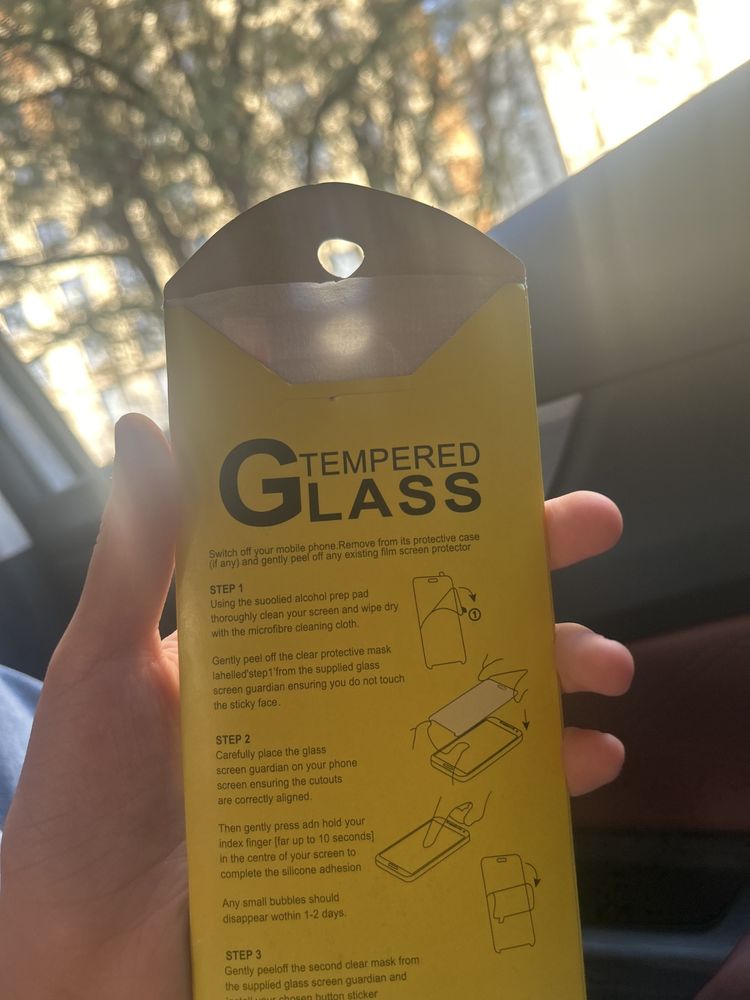 TEMPERED
GLASS
Switch off your mobile phone.Remove from its protective case
(if any) and gently peel off any existing film screen protector
STEP 1
Using the suoolied alcohol prep pad
thoroughly clean your screen and wipe dry
with the microfibre cleaning cloth.
①
Gently peel off the clear protective mask
lahelled'step1'from the supplied glass
screen guardian ensuring you do not touch
the sticky face.
STEP 2
Carefully place the glass
screen guardian on your phone
screen ensuring the cutouts
are correctly aligned.
Then gently press adn hold your
index finger [far up to 10 seconds]
in the centre of your screen to
complete the silicone adhesion
Any small bubbles should
disappear wothin 1-2 days.
STEP 3
Gently peeloff the second clear mask from
the supplied glass screen guardian and
install your chosen button sticker